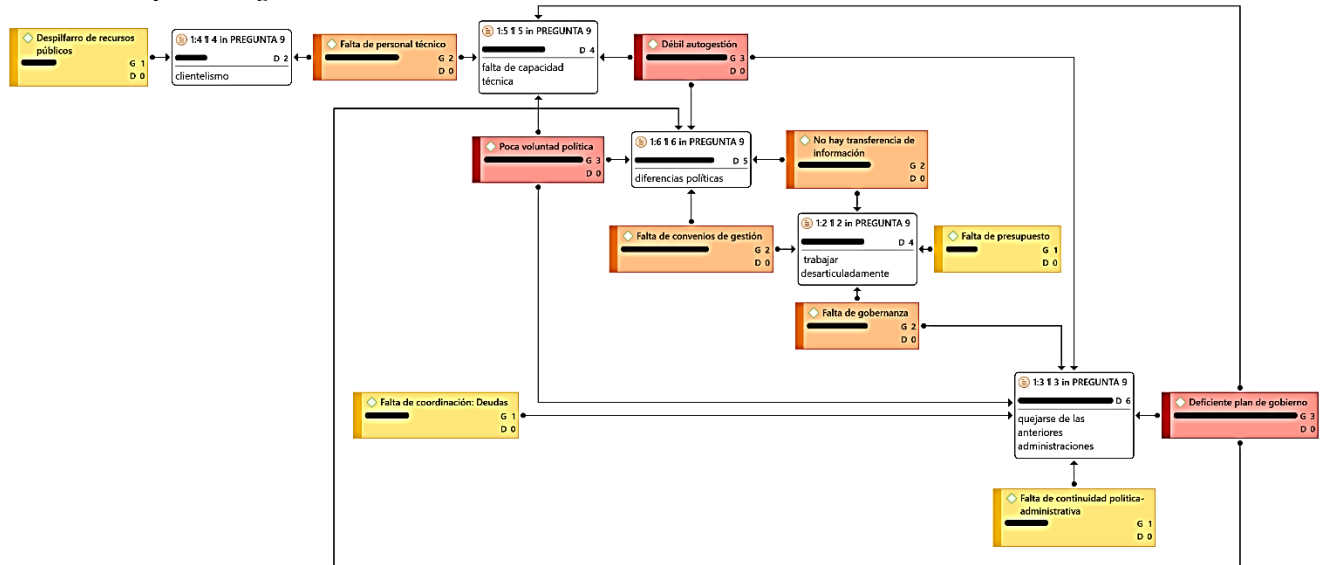 Despilfarro de recursos
públicos
G 1
D 0
1:4 ¶ 4 in PREGUNTA 9
D 2
clientelismo
Falta de personal técnico
G 2
D 0
1:5 ¶ 5 in PREGUNTA 9
D 4
falta de capacidad
técnica
Débil autogestión
G 3
D 0
Poca voluntad política
G 3
D 0
1:6 ¶ 6 in PREGUNTA 9
D 5
diferencias políticas
No hay transferencia de
información
G 2
D 0
Falta de convenios de gestión
G 2
D 0
1:2 ¶ 2 in PREGUNTA 9
D 4
trabajar
desarticuladamente
Falta de presupuesto
G 1
D 0
Falta de gobernanza
G 2
D 0
Falta de coordinación: Deudas
G 1
D 0
1:3 ¶ 3 in PREGUNTA 9
D 6
quejarse de las
anteriores
administraciones
Deficiente plan de gobierno
G 3
D 0
Falta de continuidad política-
administrativa
G 1
D 0